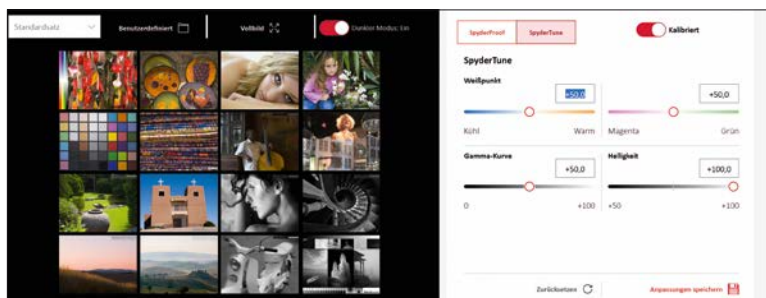 Standardsatz
Benutzerdefiniert
Vollbild
Dunkler Modus: Ein
SpyderProof
SpyderTune
Kalibriert
SpyderTune
Weißpunkt
+50,0
+50,0
Kühl
Warm
Magenta
Grün
Gamma-Kurve
+50,0
Helligkeit
+100,0
0
+100
+50
+100
Zurücksetzen
Anpassungen speichern